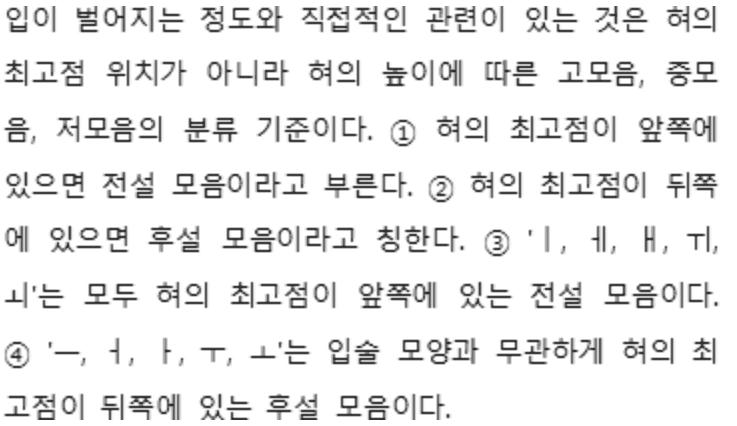 입이 벌어지는 정도와 직접적인 관련이 있는 것은 혀의
최고점 위치가 아니라 혀의 높이에 따른 고모음, 중모
음, 저모음의 분류 기준이다. ① 혀의 최고점이 앞쪽에
있으면 전설 모음이라고 부른다. ② 혀의 최고점이 뒤쪽
에 있으면 후설 모음이라고 칭한다. ③ 'ㅣ, ㅔ, ㅐ, ㅟ,
ㅚ'는 모두 혀의 최고점이 앞쪽에 있는 전설 모음이다.
④ 'ㅡ, ㅓ, ㅏ, ㅜ, ㅗ'는 입술 모양과 무관하게 혀의 최
고점이 뒤쪽에 있는 후설 모음이다.